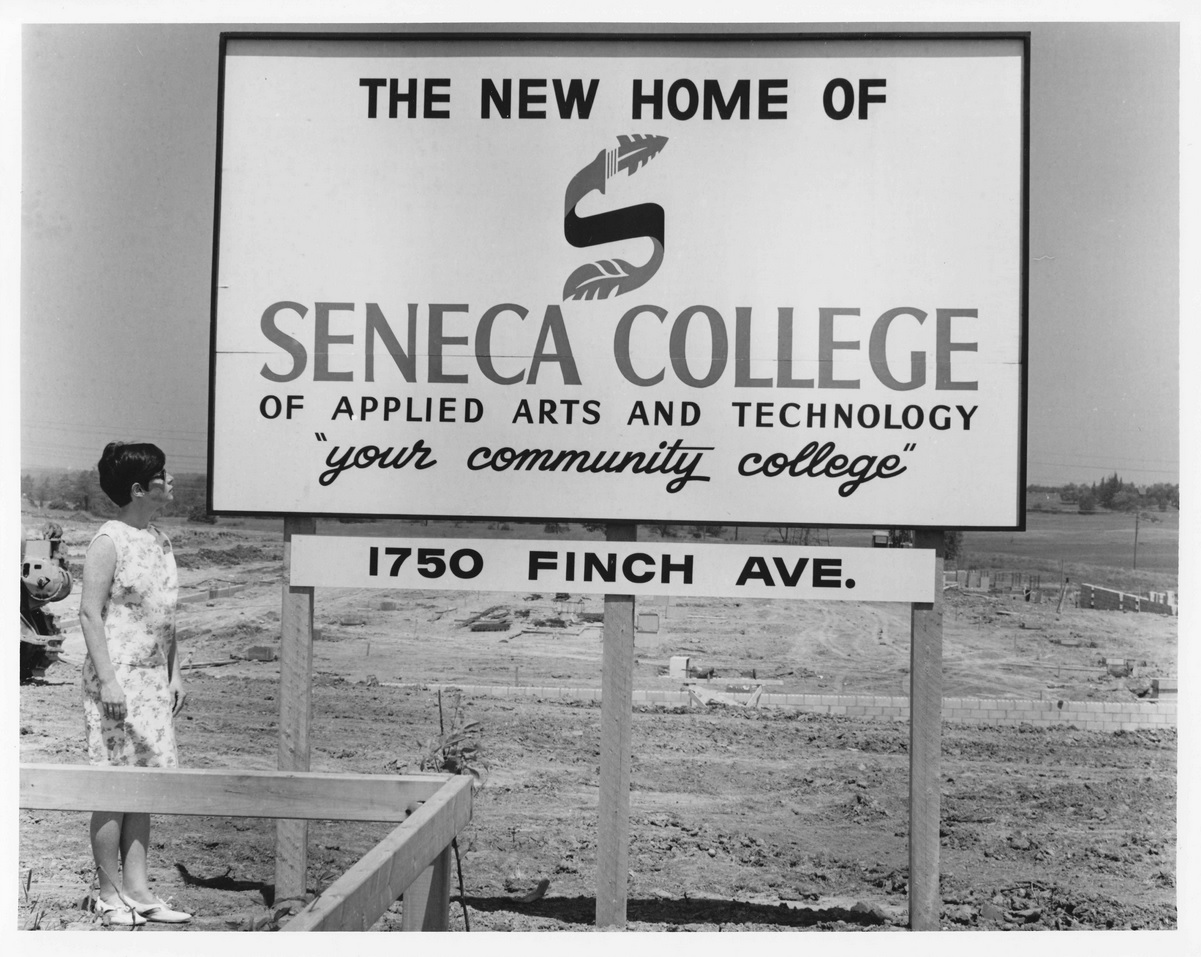 THE NEW HOME OF
SENECA COLLEGE
OF APPLIED ARTS AND TECHNOLOGY
"your community college"
1750 FINCH AVE.